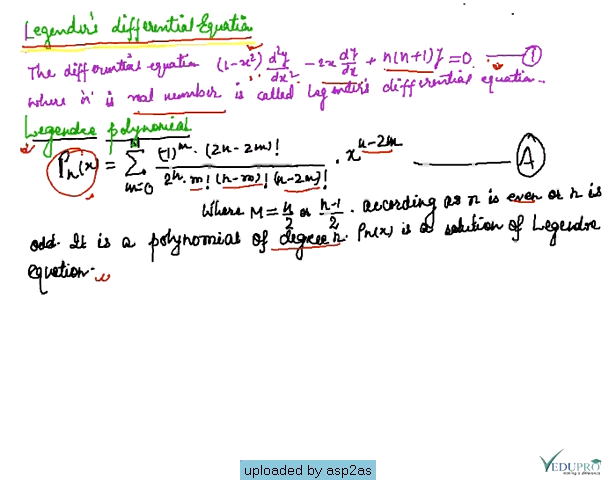 Legendre's differential Equation
The differential equation (1-x²) d²y/dx² - 2x dy/dx + n(n+1)y = 0. ——— ①
where 'n' is real number is called Legendre's differential equation.
Legendre polynomial
Pₙ(x) = Σ_{m=0}^{M} (-1)^m · (2n-2m)! / 2^n · m! (n-m)! (n-2m)! · x^{n-2m} ——— Ⓐ
Where M = n/2 or n-1/2 . according as n is even or n is
odd. It is a polynomial of degree n. Pn(x) is a solution of Legendre
equation.
VEDUPRO
uploaded by asp2as